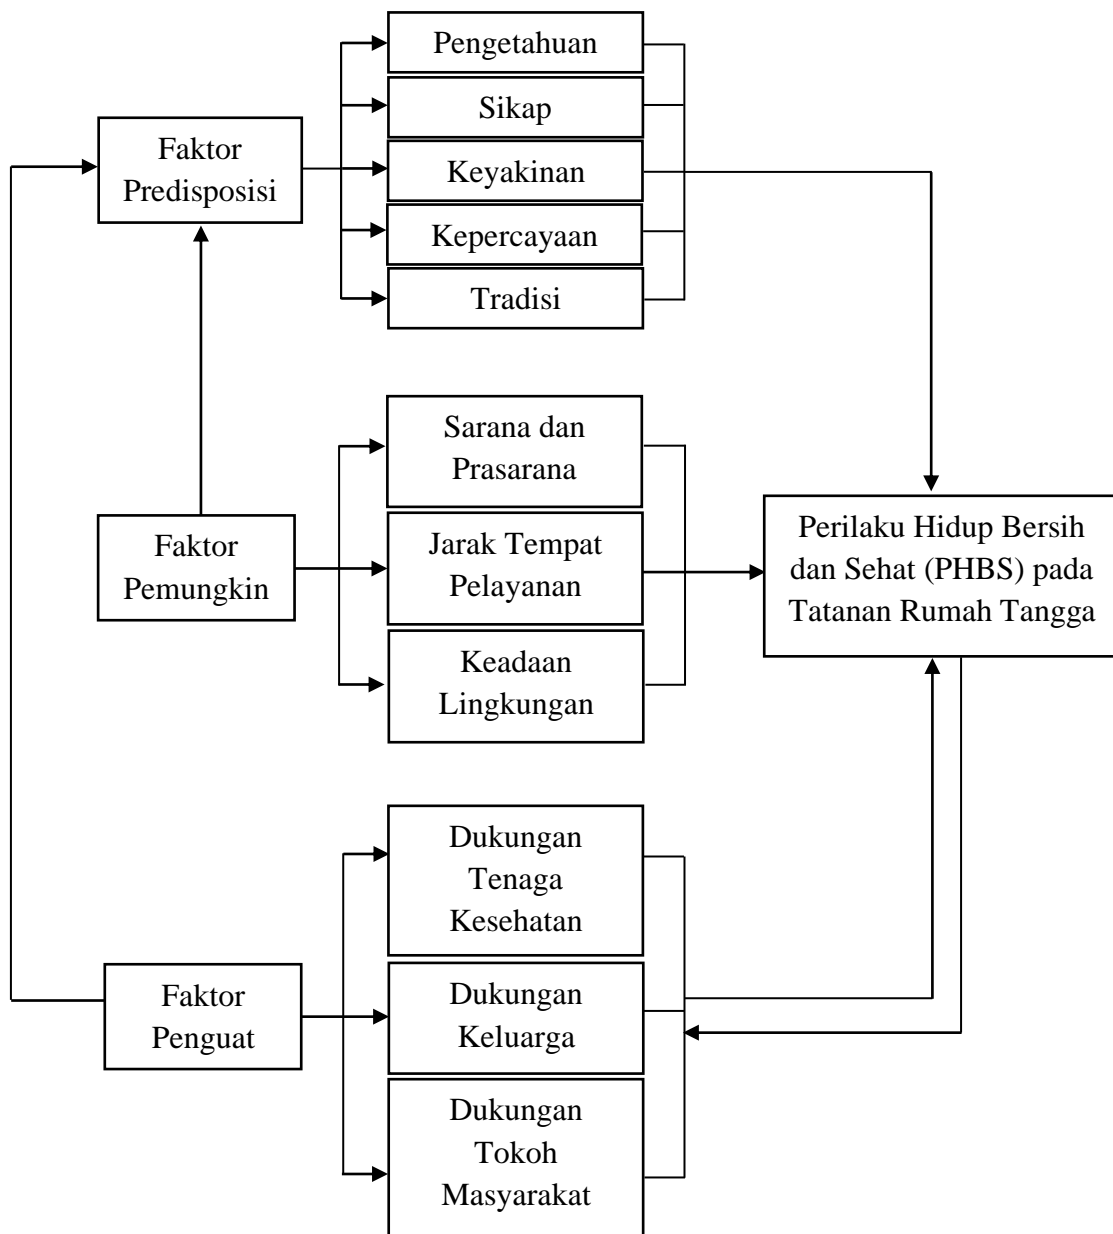 Pengetahuan
Sikap
Keyakinan
Kepercayaan
Tradisi
Faktor
Predisposisi
Sarana dan
Prasarana
Jarak Tempat
Pelayanan
Keadaan
Lingkungan
Faktor
Pemungkin
Perilaku Hidup Bersih
dan Sehat (PHBS) pada
Tatanan Rumah Tangga
Dukungan
Tenaga
Kesehatan
Dukungan
Keluarga
Dukungan
Tokoh
Masyarakat
Faktor
Penguat